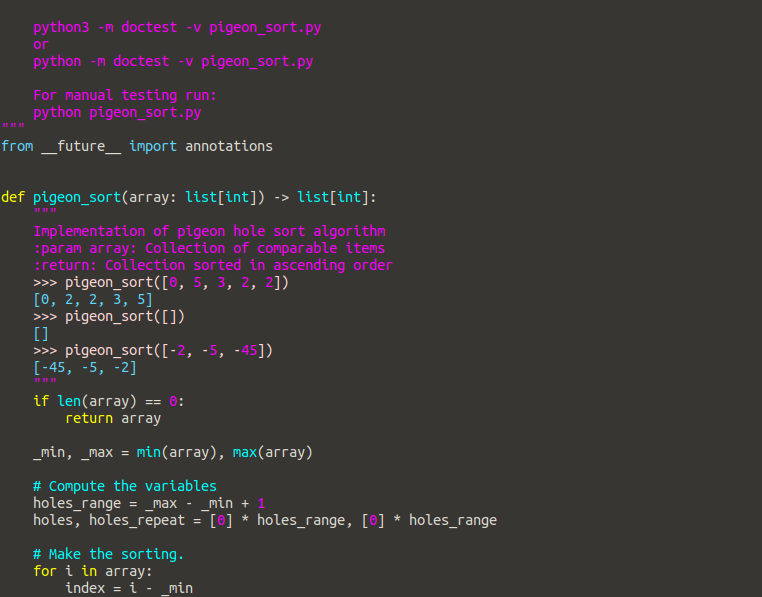 python3 -m doctest -v pigeon_sort.py
    or
    python -m doctest -v pigeon_sort.py

    For manual testing run:
    python pigeon_sort.py
"""
from __future__ import annotations


def pigeon_sort(array: list[int]) -> list[int]:
    """
    Implementation of pigeon hole sort algorithm
    :param array: Collection of comparable items
    :return: Collection sorted in ascending order
    >>> pigeon_sort([0, 5, 3, 2, 2])
    [0, 2, 2, 3, 5]
    >>> pigeon_sort([])
    []
    >>> pigeon_sort([-2, -5, -45])
    [-45, -5, -2]
    """
    if len(array) == 0:
        return array

    _min, _max = min(array), max(array)

    # Compute the variables
    holes_range = _max - _min + 1
    holes, holes_repeat = [0] * holes_range, [0] * holes_range

    # Make the sorting.
    for i in array:
        index = i - _min